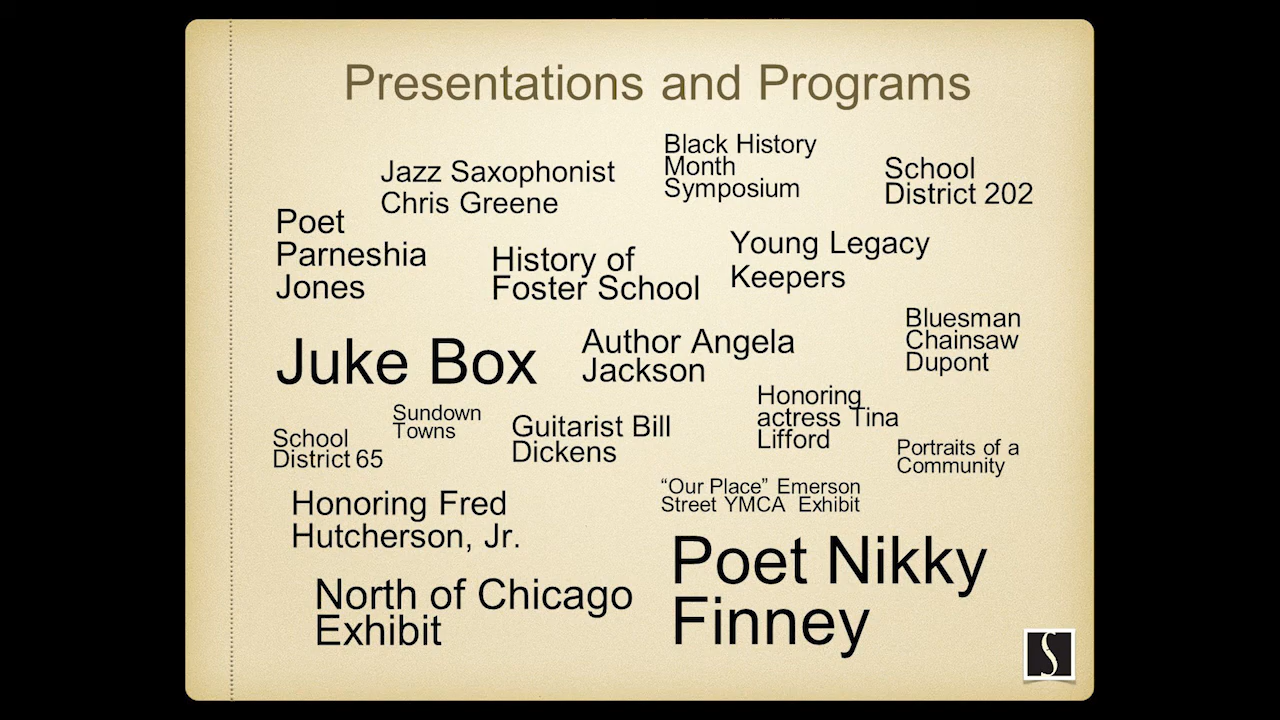 Presentations and Programs
Jazz Saxophonist
Chris Greene
Black History
Month
Symposium
School
District 202
Poet
Parneshia
Jones
History of
Foster School
Young Legacy
Keepers
Juke Box
Author Angela
Jackson
Bluesman
Chainsaw
Dupont
School
District 65
Sundown
Towns
Guitarist Bill
Dickens
Honoring
actress Tina
Lifford
Portraits of a
Community
Honoring Fred
Hutcherson, Jr.
“Our Place” Emerson
Street YMCA Exhibit
North of Chicago
Exhibit
Poet Nikky
Finney
S